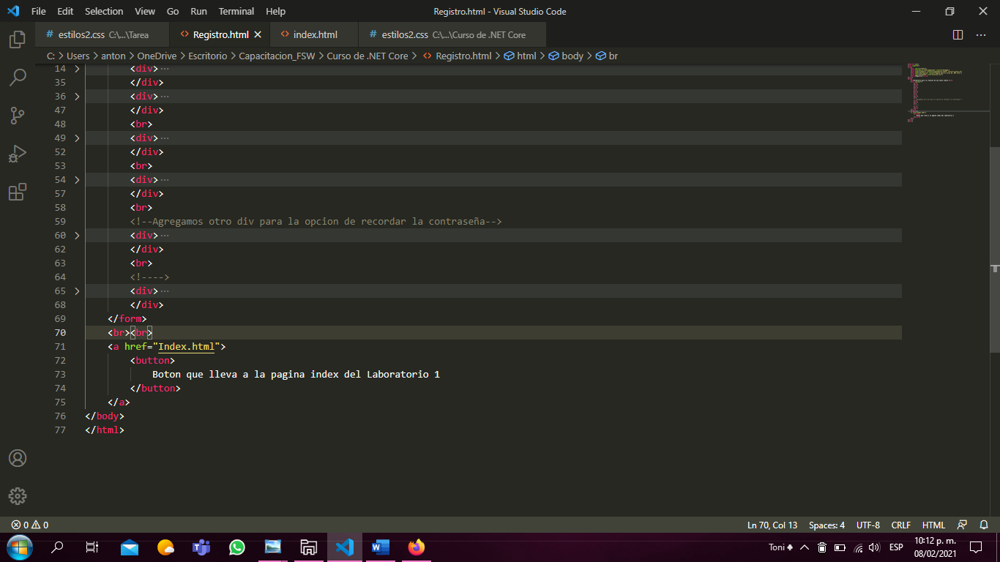 File Edit Selection View Go Run Terminal Help Registro.html - Visual Studio Code
# estilos2.css C:\...\Tarea <> Registro.html <> index.html # estilos2.css C:\...\Curso de .NET Core
C: > Users > anton > OneDrive > Escritorio > Capacitacion_FSW > Curso de .NET Core > <> Registro.html > html > body > br
14 > <div>···
35 </div>
36 > <div>···
47 </div>
48 <br>
49 > <div>···
52 </div>
53 <br>
54 > <div>···
57 </div>
58 <br>
59 <!--Agregamos otro div para la opcion de recordar la contraseña-->
60 > <div>···
62 </div>
63 <br>
64 <!---->
65 > <div>···
68 </div>
69 </form>
70 <br><br>
71 <a href="Index.html">
72 <button>
73 Boton que lleva a la pagina index del Laboratorio 1
74 </button>
75 </a>
76 </body>
77 </html>
0 0 Ln 70, Col 13 Spaces: 4 UTF-8 CRLF HTML
Toni ♣ ESP 10:12 p. m.
08/02/2021